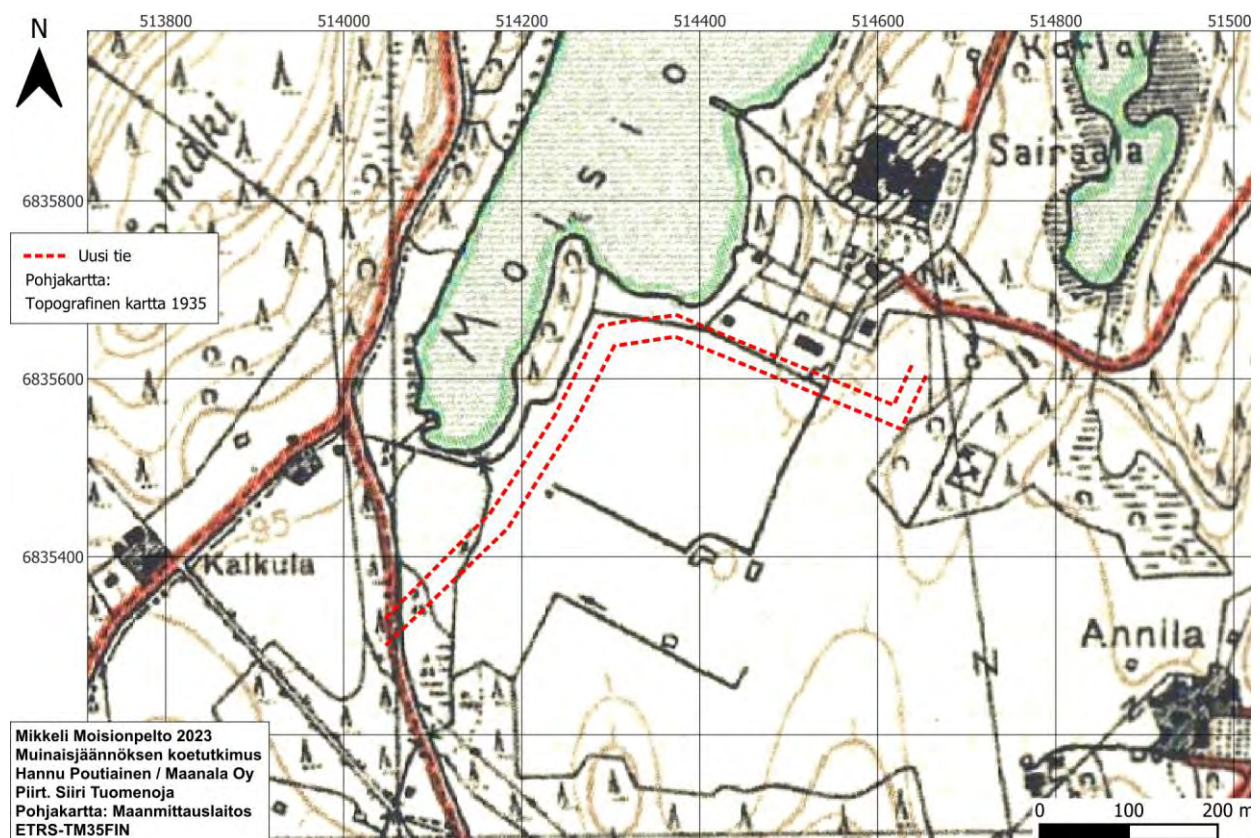 N
513800 514000 514200 514400 514600 514800 51500
mäki
Moisio
Karjal
Sairsala
6835800
Uusi tie
Pohjakartta:
Topografinen kartta 1935
6835600
95
Kalkula
6835400
N
Annila
Mikkeli Moisionpelto 2023
Muinaisjäännöksen koetutkimus
Hannu Poutiainen / Maanala Oy
Piirt. Siiri Tuomenoja
Pohjakartta: Maanmittauslaitos
ETRS-TM35FIN
0 100 200 m